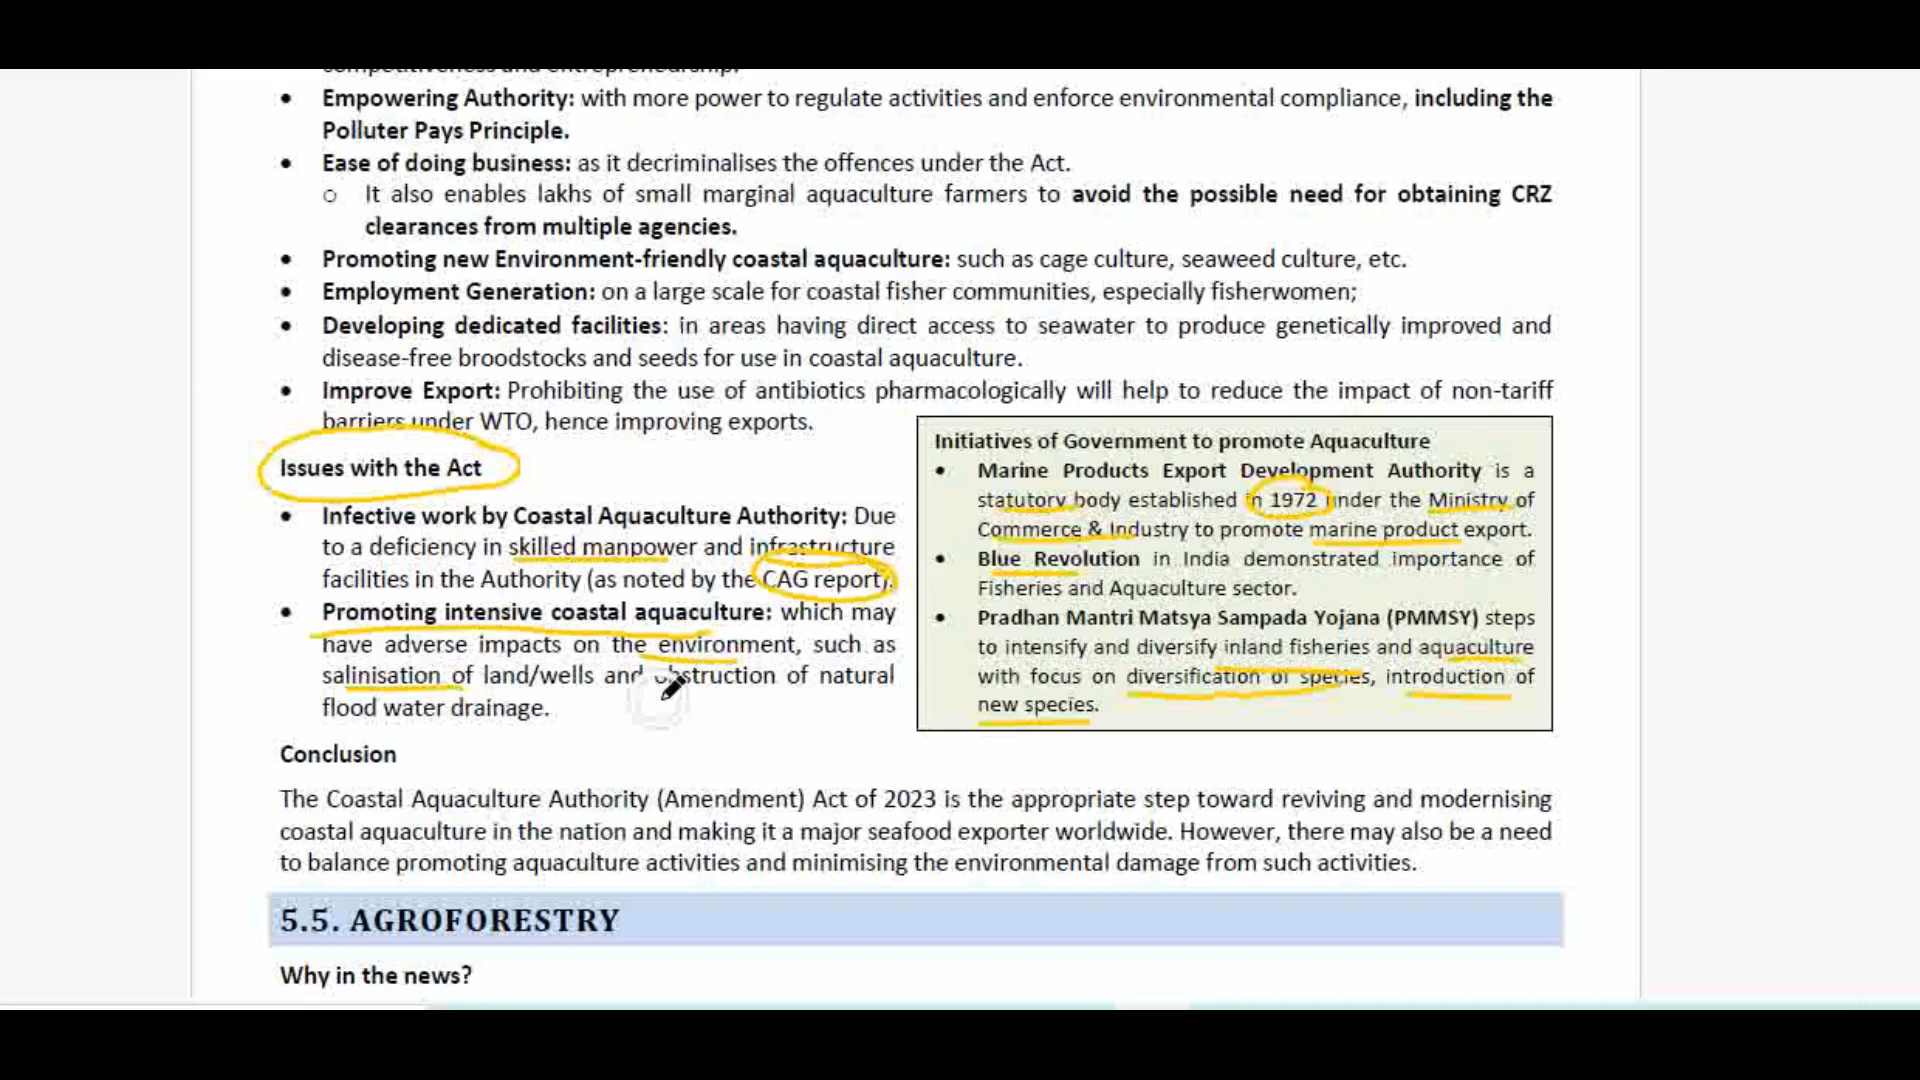 competitiveness and entrepreneurship;
• Empowering Authority: with more power to regulate activities and enforce environmental compliance, including the
Polluter Pays Principle.
• Ease of doing business: as it decriminalises the offences under the Act.
o It also enables lakhs of small marginal aquaculture farmers to avoid the possible need for obtaining CRZ
clearances from multiple agencies.
• Promoting new Environment-friendly coastal aquaculture: such as cage culture, seaweed culture, etc.
• Employment Generation: on a large scale for coastal fisher communities, especially fisherwomen;
• Developing dedicated facilities: in areas having direct access to seawater to produce genetically improved and
disease-free broodstocks and seeds for use in coastal aquaculture.
• Improve Export: Prohibiting the use of antibiotics pharmacologically will help to reduce the impact of non-tariff
barriers under WTO, hence improving exports.
Issues with the Act
• Infective work by Coastal Aquaculture Authority: Due
to a deficiency in skilled manpower and infrastructure
facilities in the Authority (as noted by the CAG report).
• Promoting intensive coastal aquaculture: which may
have adverse impacts on the environment, such as
salinisation of land/wells and obstruction of natural
flood water drainage.
Initiatives of Government to promote Aquaculture
• Marine Products Export Development Authority is a
statutory body established in 1972 under the Ministry of
Commerce & Industry to promote marine product export.
• Blue Revolution in India demonstrated importance of
Fisheries and Aquaculture sector.
• Pradhan Mantri Matsya Sampada Yojana (PMMSY) steps
to intensify and diversify inland fisheries and aquaculture
with focus on diversification of species, introduction of
new species.
Conclusion
The Coastal Aquaculture Authority (Amendment) Act of 2023 is the appropriate step toward reviving and modernising
coastal aquaculture in the nation and making it a major seafood exporter worldwide. However, there may also be a need
to balance promoting aquaculture activities and minimising the environmental damage from such activities.
5.5. AGROFORESTRY
Why in the news?